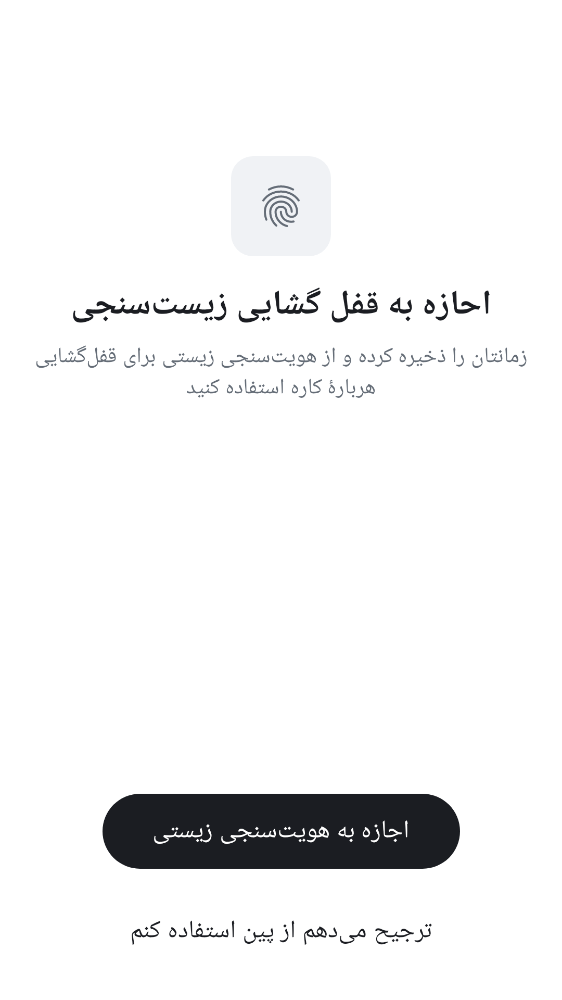 احازه به قفل گشایی زیست‌سنجی
زمانتان را ذخیره کرده و از هویت‌سنجی زیستی برای قفل‌گشایی
هربارهٔ کاره استفاده کنید
اجازه به هویت‌سنجی زیستی
ترجیح می‌دهم از پین استفاده کنم